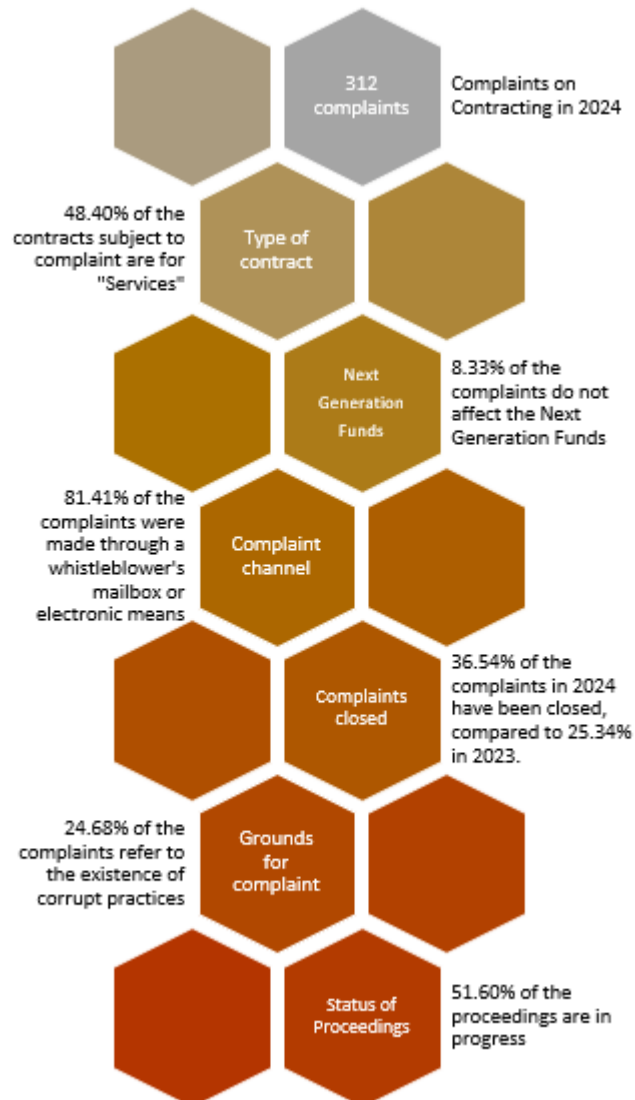 312
complaints
Complaints on
Contracting in 2024
48.40% of the
contracts subject to
complaint are for
"Services"
Type of
contract
Next
Generation
Funds
8.33% of the
complaints do not
affect the Next
Generation Funds
81.41% of the
complaints were
made through a
whistleblower's
mailbox or
electronic means
Complaint
channel
Complaints
closed
36.54% of the
complaints in 2024
have been closed,
compared to 25.34%
in 2023.
24.68% of the
complaints refer to
the existence of
corrupt practices
Grounds
for
complaint
Status of
Proceedings
51.60% of the
proceedings are in
progress